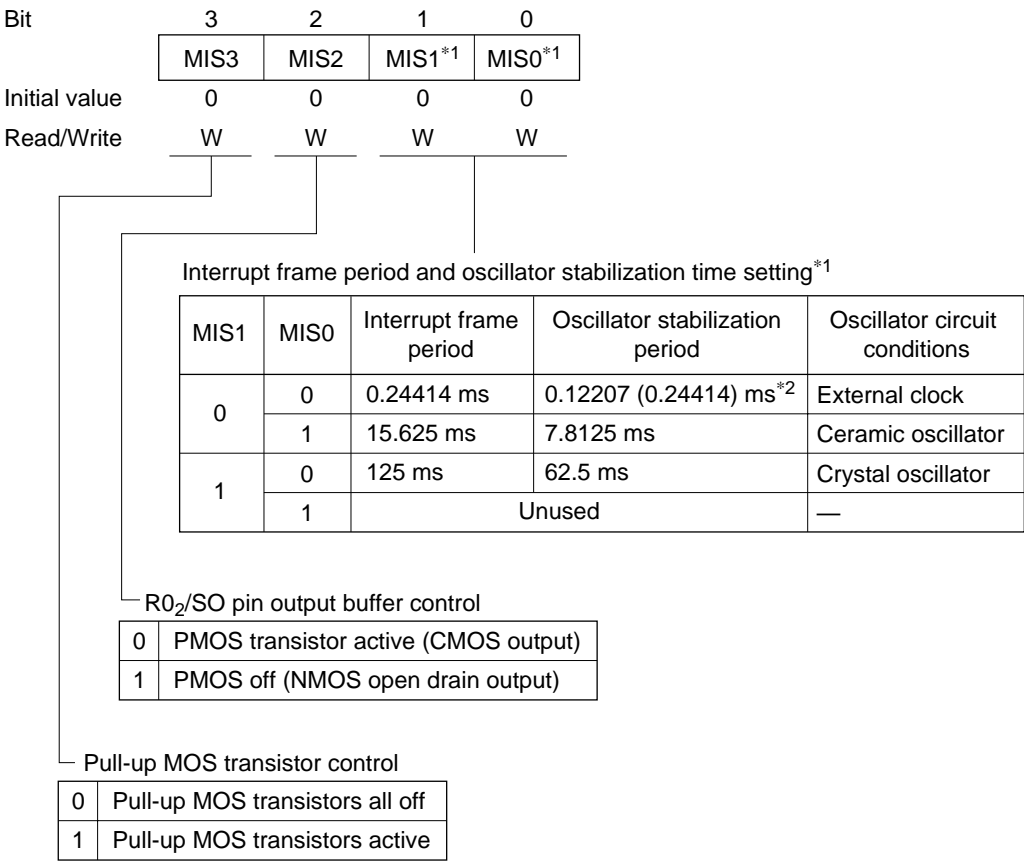 Bit 3 2 1 0
MIS3 MIS2 MIS1*1 MIS0*1
Initial value 0 0 0 0
Read/Write W W W W
Interrupt frame period and oscillator stabilization time setting*1
MIS1 MIS0 Interrupt frame period Oscillator stabilization period Oscillator circuit conditions
0 0 0.24414 ms 0.12207 (0.24414) ms*2 External clock
1 15.625 ms 7.8125 ms Ceramic oscillator
1 0 125 ms 62.5 ms Crystal oscillator
1 Unused —
R02/SO pin output buffer control
0 PMOS transistor active (CMOS output)
1 PMOS off (NMOS open drain output)
Pull-up MOS transistor control
0 Pull-up MOS transistors all off
1 Pull-up MOS transistors active